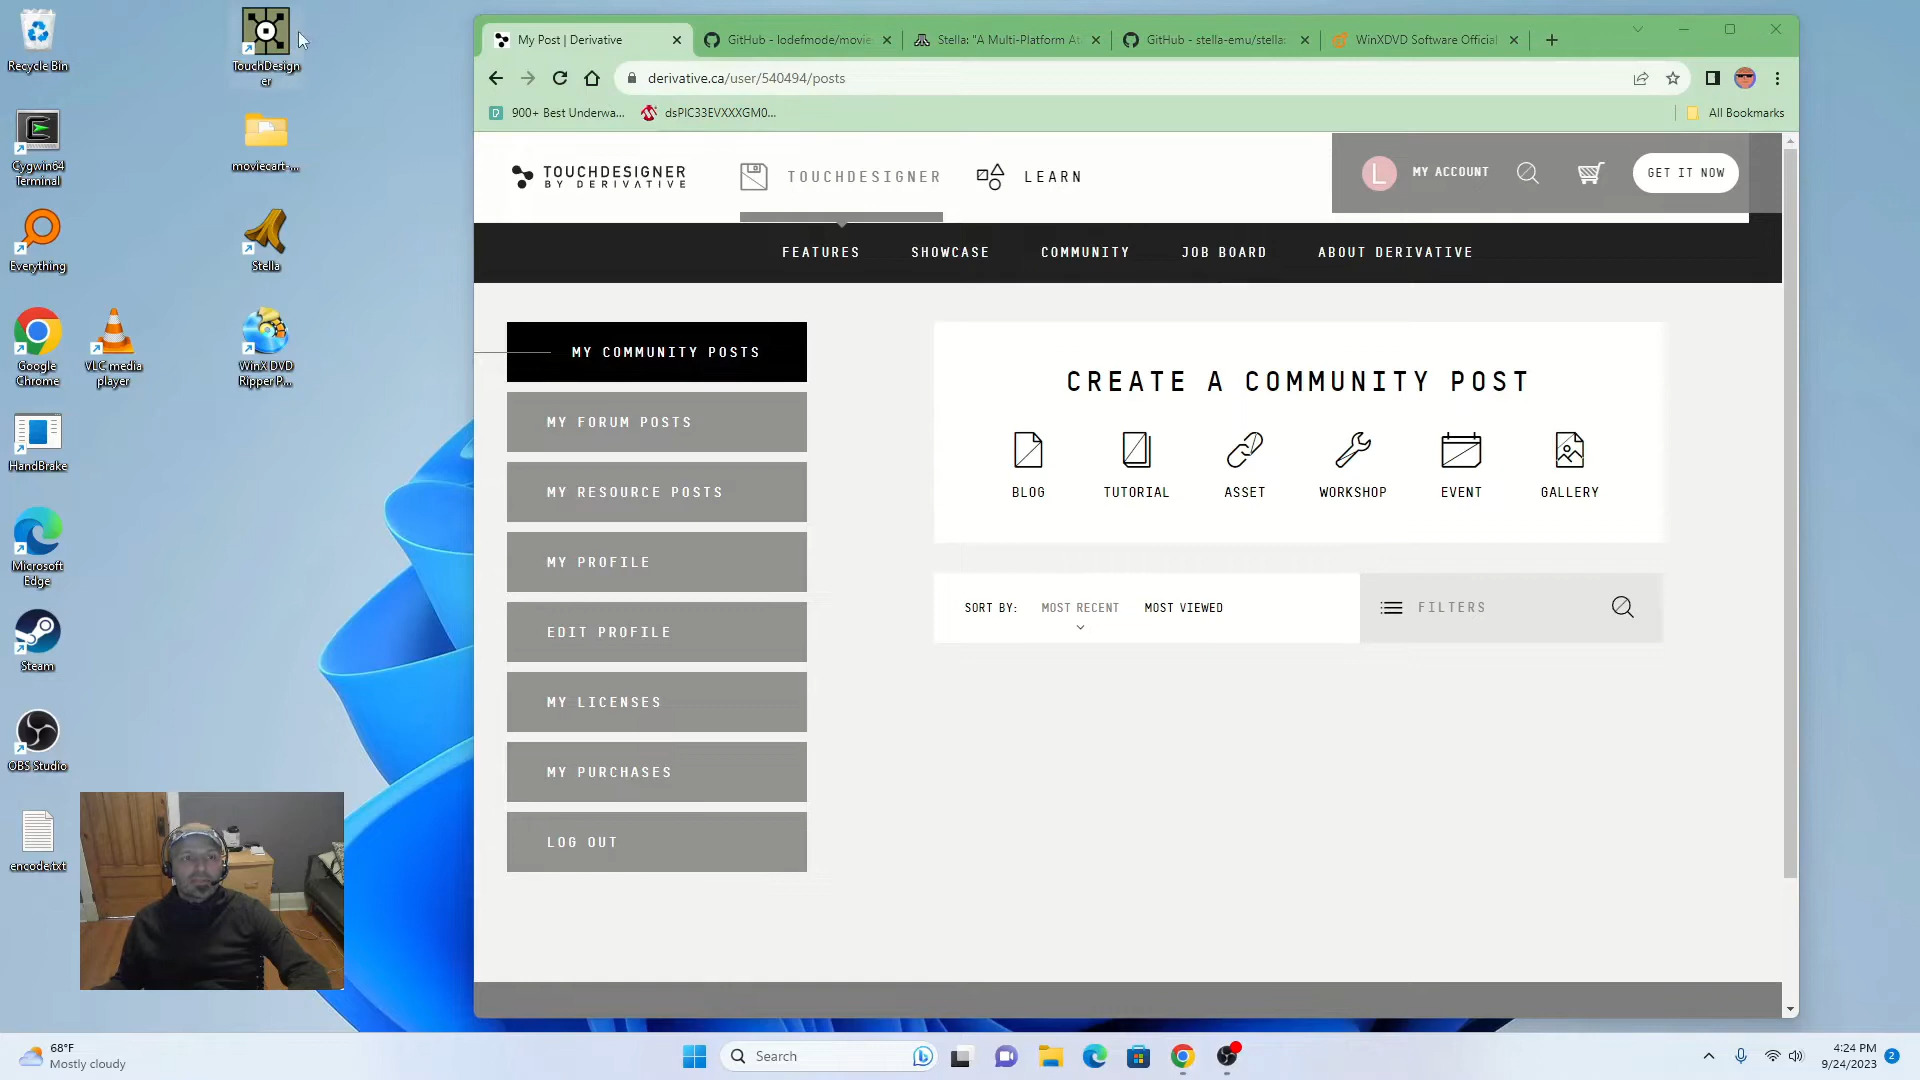 Recycle Bin
TouchDesign
er
Cygwin64
Terminal
moviecart-...
Everything
Stella
Google
Chrome
VLC media
player
WinX DVD
Ripper P...
HandBrake
Microsoft
Edge
Steam
OBS Studio
encode.txt
My Post | Derivative
GitHub - lodefmode/movie
Stella: "A Multi-Platform At
GitHub - stella-emu/stella:
WinXDVD Software Official
derivative.ca/user/540494/posts
900+ Best Underwa...
dsPIC33EVXXXGM0...
All Bookmarks
TOUCHDESIGNER
BY DERIVATIVE
TOUCHDESIGNER
LEARN
L
MY ACCOUNT
GET IT NOW
FEATURES
SHOWCASE
COMMUNITY
JOB BOARD
ABOUT DERIVATIVE
MY COMMUNITY POSTS
MY FORUM POSTS
MY RESOURCE POSTS
MY PROFILE
EDIT PROFILE
MY LICENSES
MY PURCHASES
LOG OUT
CREATE A COMMUNITY POST
BLOG
TUTORIAL
ASSET
WORKSHOP
EVENT
GALLERY
SORT BY:
MOST RECENT
MOST VIEWED
FILTERS
68°F
Mostly cloudy
Search
4:24 PM
9/24/2023
2